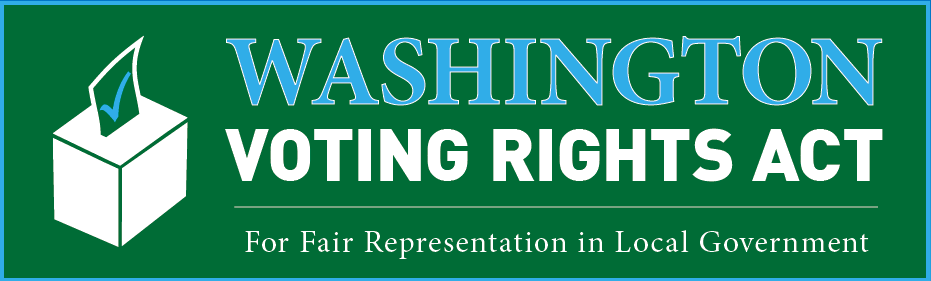 WASHINGTON
VOTING RIGHTS ACT
For Fair Representation in Local Government